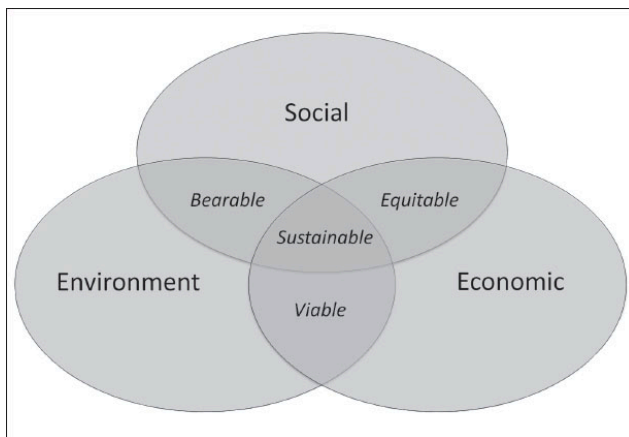 Social
Bearable
Equitable
Sustainable
Environment
Economic
Viable